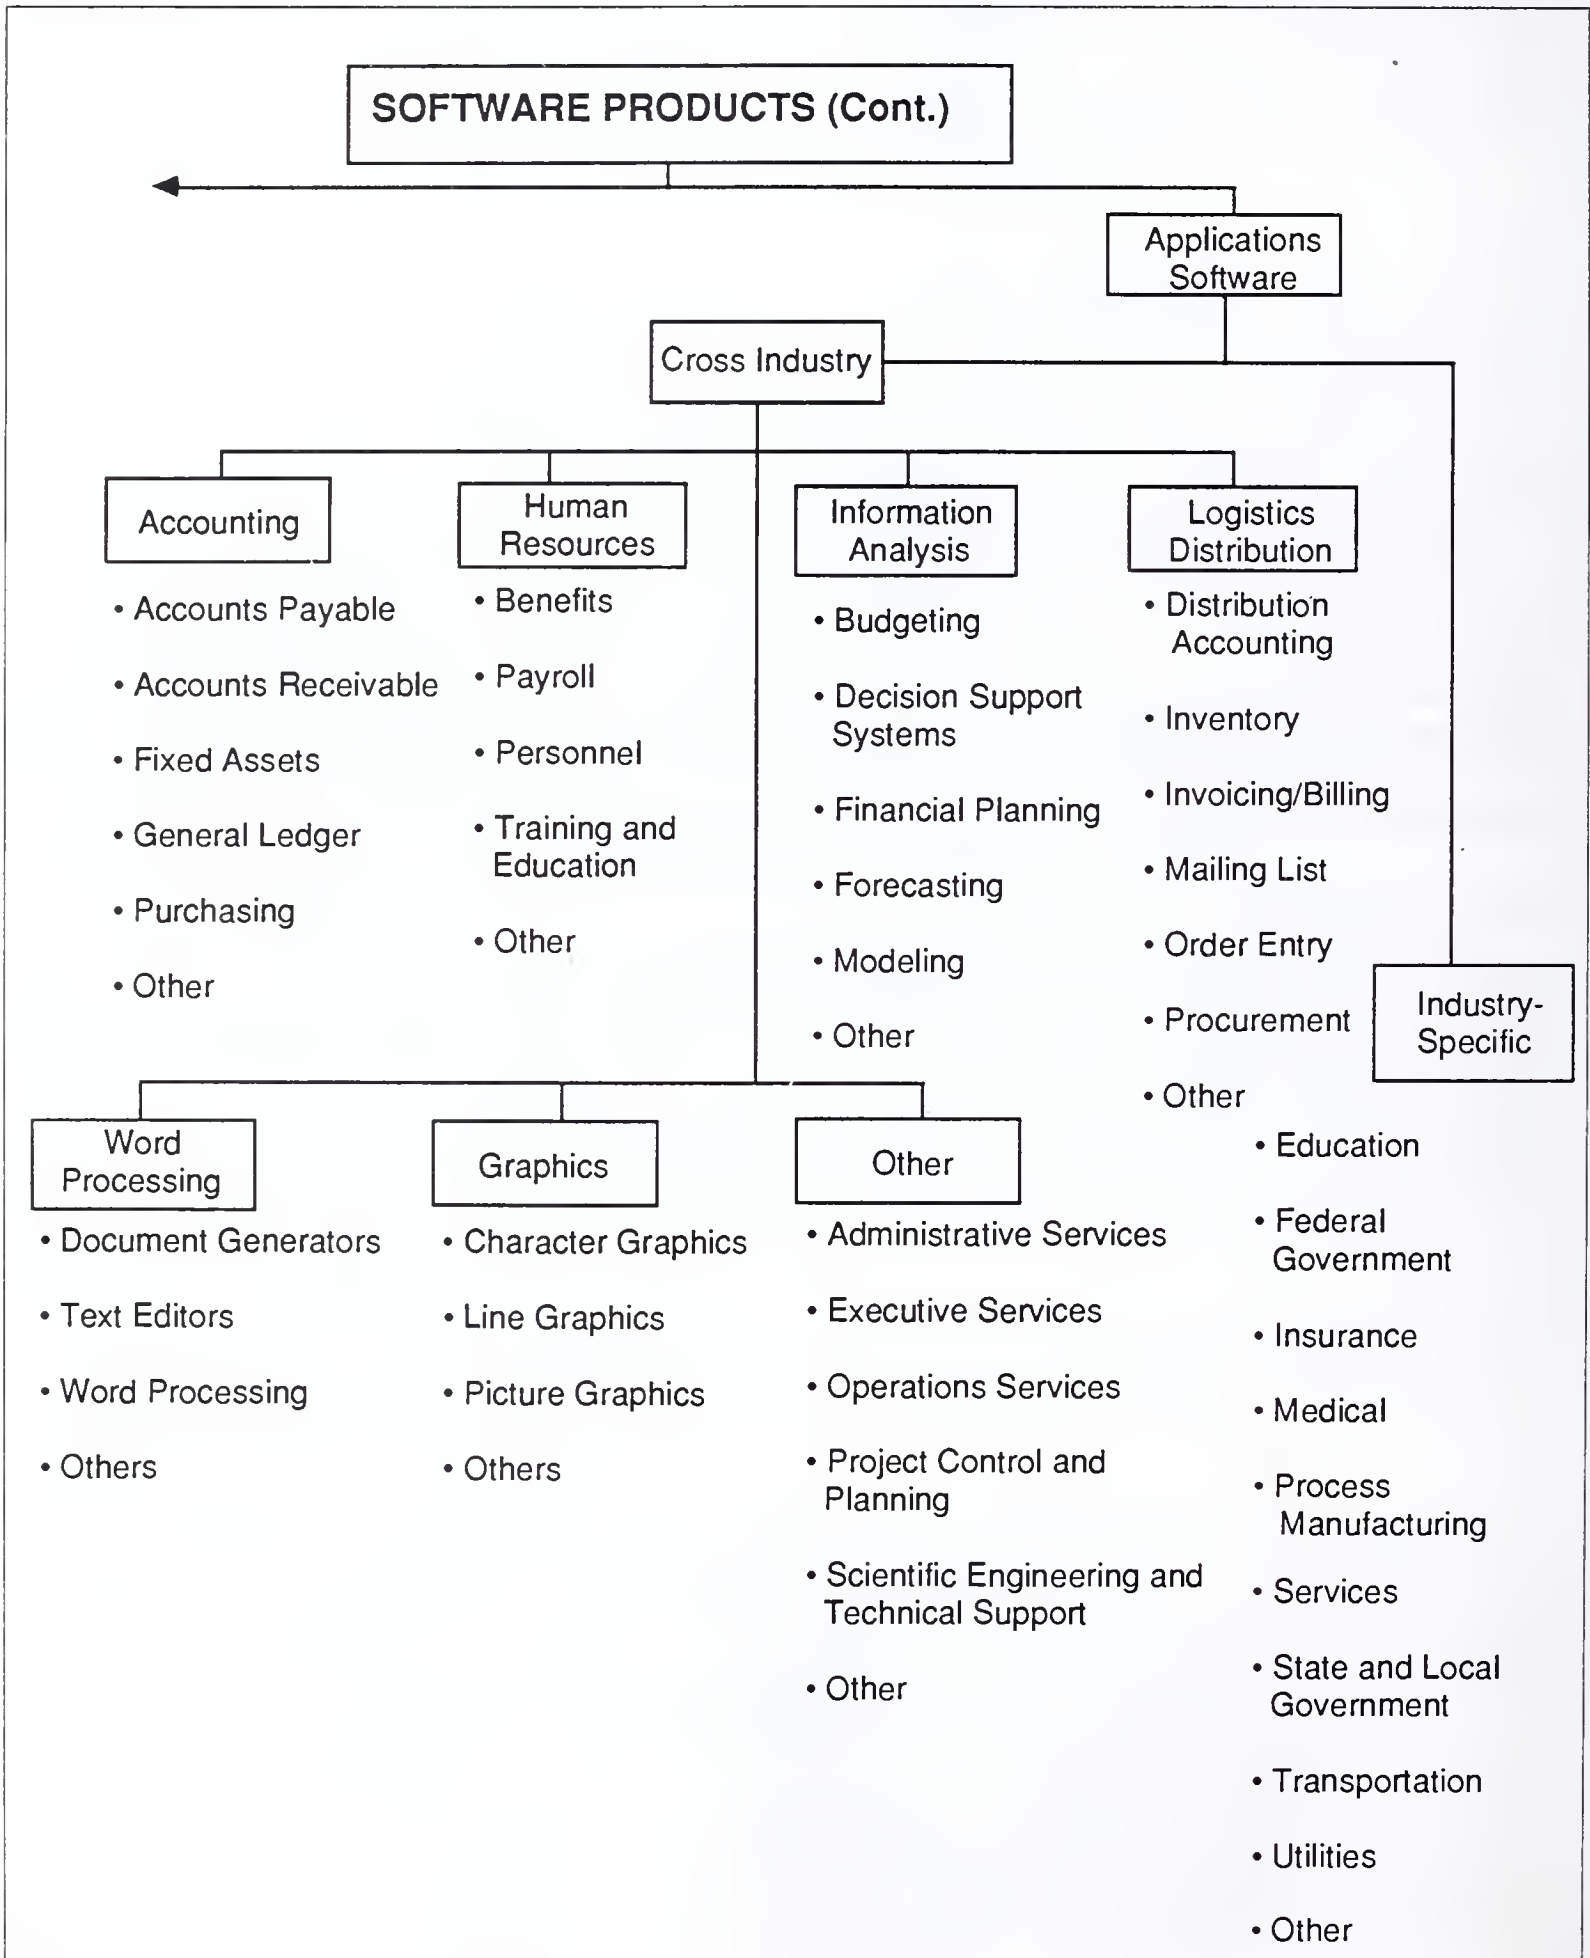 SOFTWARE PRODUCTS (Cont.)
Applications
Software
Cross Industry
Accounting
• Accounts Payable
• Accounts Receivable
• Fixed Assets
• General Ledger
• Purchasing
• Other
Human
Resources
• Benefits
• Payroll
• Personnel
• Training and
Education
• Other
Information
Analysis
• Budgeting
• Decision Support
Systems
• Financial Planning
• Forecasting
• Modeling
• Other
Logistics
Distribution
• Distribution
Accounting
• Inventory
• Invoicing/Billing
• Mailing List
• Order Entry
• Procurement
• Other
Word
Processing
• Document Generators
• Text Editors
• Word Processing
• Others
Graphics
• Character Graphics
• Line Graphics
• Picture Graphics
• Others
Other
• Administrative Services
• Executive Services
• Operations Services
• Project Control and
Planning
• Scientific Engineering and
Technical Support
• Other
Industry-
Specific
• Education
• Federal
Government
• Insurance
• Medical
• Process
Manufacturing
• Services
• State and Local
Government
• Transportation
• Utilities
• Other